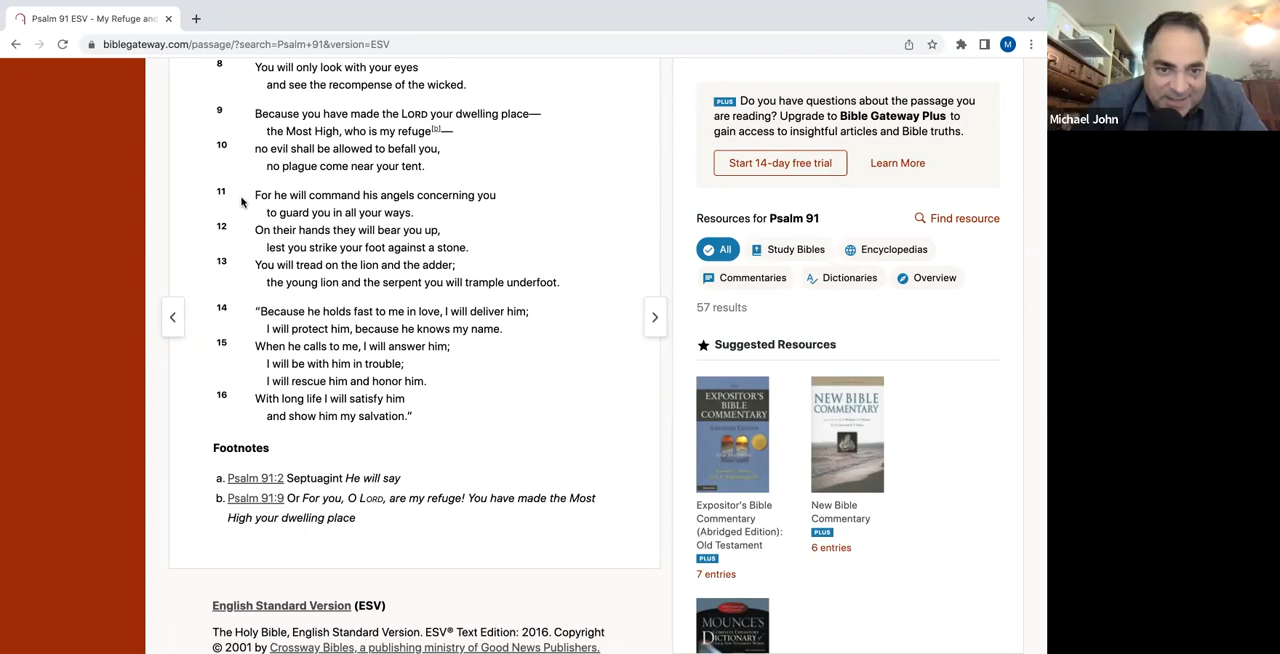 Psalm 91 ESV - My Refuge and
biblegateway.com/passage/?search=Psalm+91&version=ESV
M
Michael John
8 You will only look with your eyes
and see the recompense of the wicked.
9 Because you have made the LORD your dwelling place—
the Most High, who is my refuge[b]—
10 no evil shall be allowed to befall you,
no plague come near your tent.
11 For he will command his angels concerning you
to guard you in all your ways.
12 On their hands they will bear you up,
lest you strike your foot against a stone.
13 You will tread on the lion and the adder;
the young lion and the serpent you will trample underfoot.
14 “Because he holds fast to me in love, I will deliver him;
I will protect him, because he knows my name.
15 When he calls to me, I will answer him;
I will be with him in trouble;
I will rescue him and honor him.
16 With long life I will satisfy him
and show him my salvation.”
Footnotes
a. Psalm 91:2 Septuagint He will say
b. Psalm 91:9 Or For you, O LORD, are my refuge! You have made the Most
High your dwelling place
English Standard Version (ESV)
The Holy Bible, English Standard Version. ESV® Text Edition: 2016. Copyright
© 2001 by Crossway Bibles, a publishing ministry of Good News Publishers.
PLUS Do you have questions about the passage you
are reading? Upgrade to Bible Gateway Plus to
gain access to insightful articles and Bible truths.
Start 14-day free trial
Learn More
Resources for Psalm 91
Find resource
All
Study Bibles
Encyclopedias
Commentaries
Dictionaries
Overview
57 results
Suggested Resources
THE
EXPOSITOR'S
BIBLE
COMMENTARY
ABRIDGED EDITION
NEW BIBLE
COMMENTARY
Expositor's Bible
Commentary
(Abridged Edition):
Old Testament
PLUS
7 entries
New Bible
Commentary
PLUS
6 entries
MOUNCE'S
COMPLETE EXPOSITORY
DICTIONARY